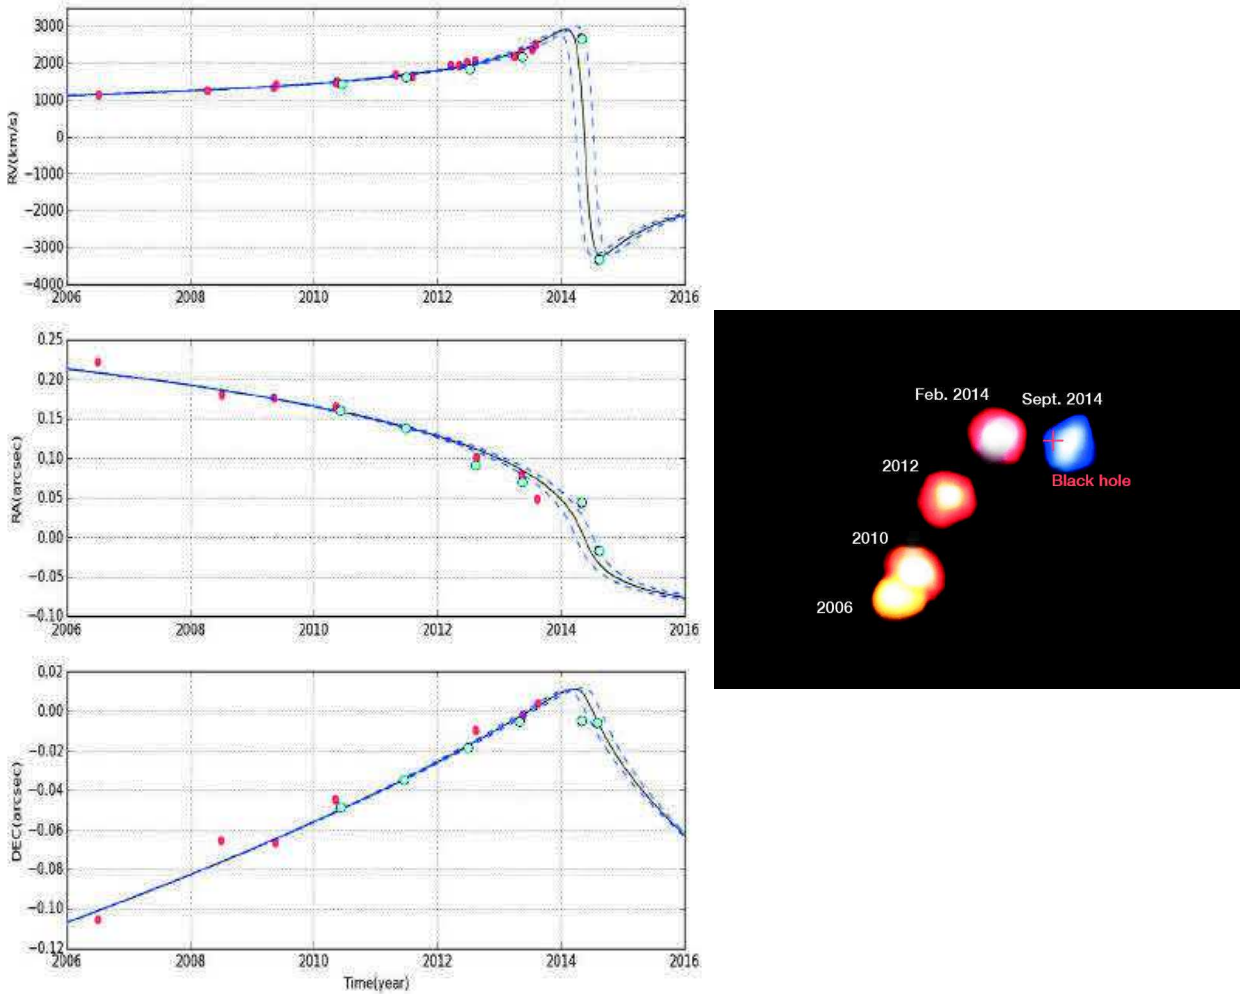 3000
2000
1000
0
−1000
−2000
−3000
−4000
RV(km/s)
2006 2008 2010 2012 2014 2016
0.25
0.20
0.15
0.10
0.05
0.00
−0.05
−0.10
RA(arcsec)
2006 2008 2010 2012 2014 2016
0.02
0.00
−0.02
−0.04
−0.06
−0.08
−0.10
−0.12
DEC(arcsec)
2006 2008 2010 2012 2014 2016
Time(year)
Feb. 2014
Sept. 2014
2012
Black hole
2010
2006